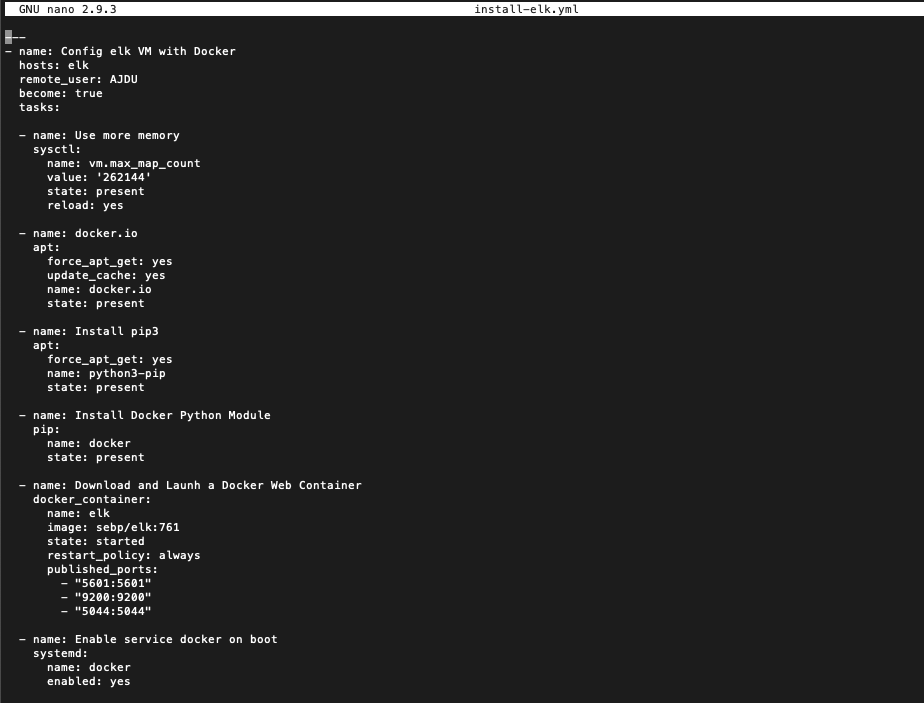 GNU nano 2.9.3 install-elk.yml
---
- name: Config elk VM with Docker
  hosts: elk
  remote_user: AJDU
  become: true
  tasks:
  - name: Use more memory
    sysctl:
      name: vm.max_map_count
      value: '262144'
      state: present
      reload: yes
  - name: docker.io
    apt:
      force_apt_get: yes
      update_cache: yes
      name: docker.io
      state: present
  - name: Install pip3
    apt:
      force_apt_get: yes
      name: python3-pip
      state: present
  - name: Install Docker Python Module
    pip:
      name: docker
      state: present
  - name: Download and Launh a Docker Web Container
    docker_container:
      name: elk
      image: sebp/elk:761
      state: started
      restart_policy: always
      published_ports:
        - "5601:5601"
        - "9200:9200"
        - "5044:5044"
  - name: Enable service docker on boot
    systemd:
      name: docker
      enabled: yes